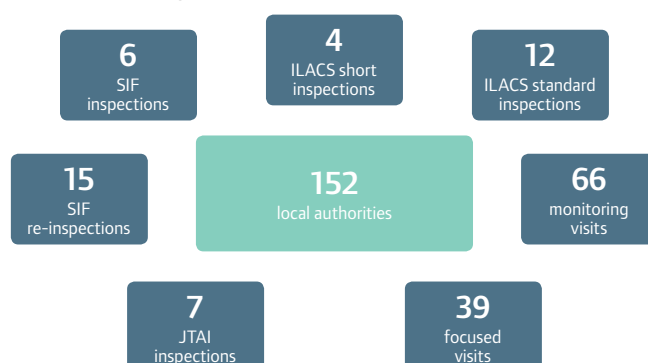 4
ILACS short
inspections
6
SIF
inspections
12
ILACS standard
inspections
15
SIF
re-inspections
152
local authorities
66
monitoring
visits
7
JTAI
inspections
39
focused
visits